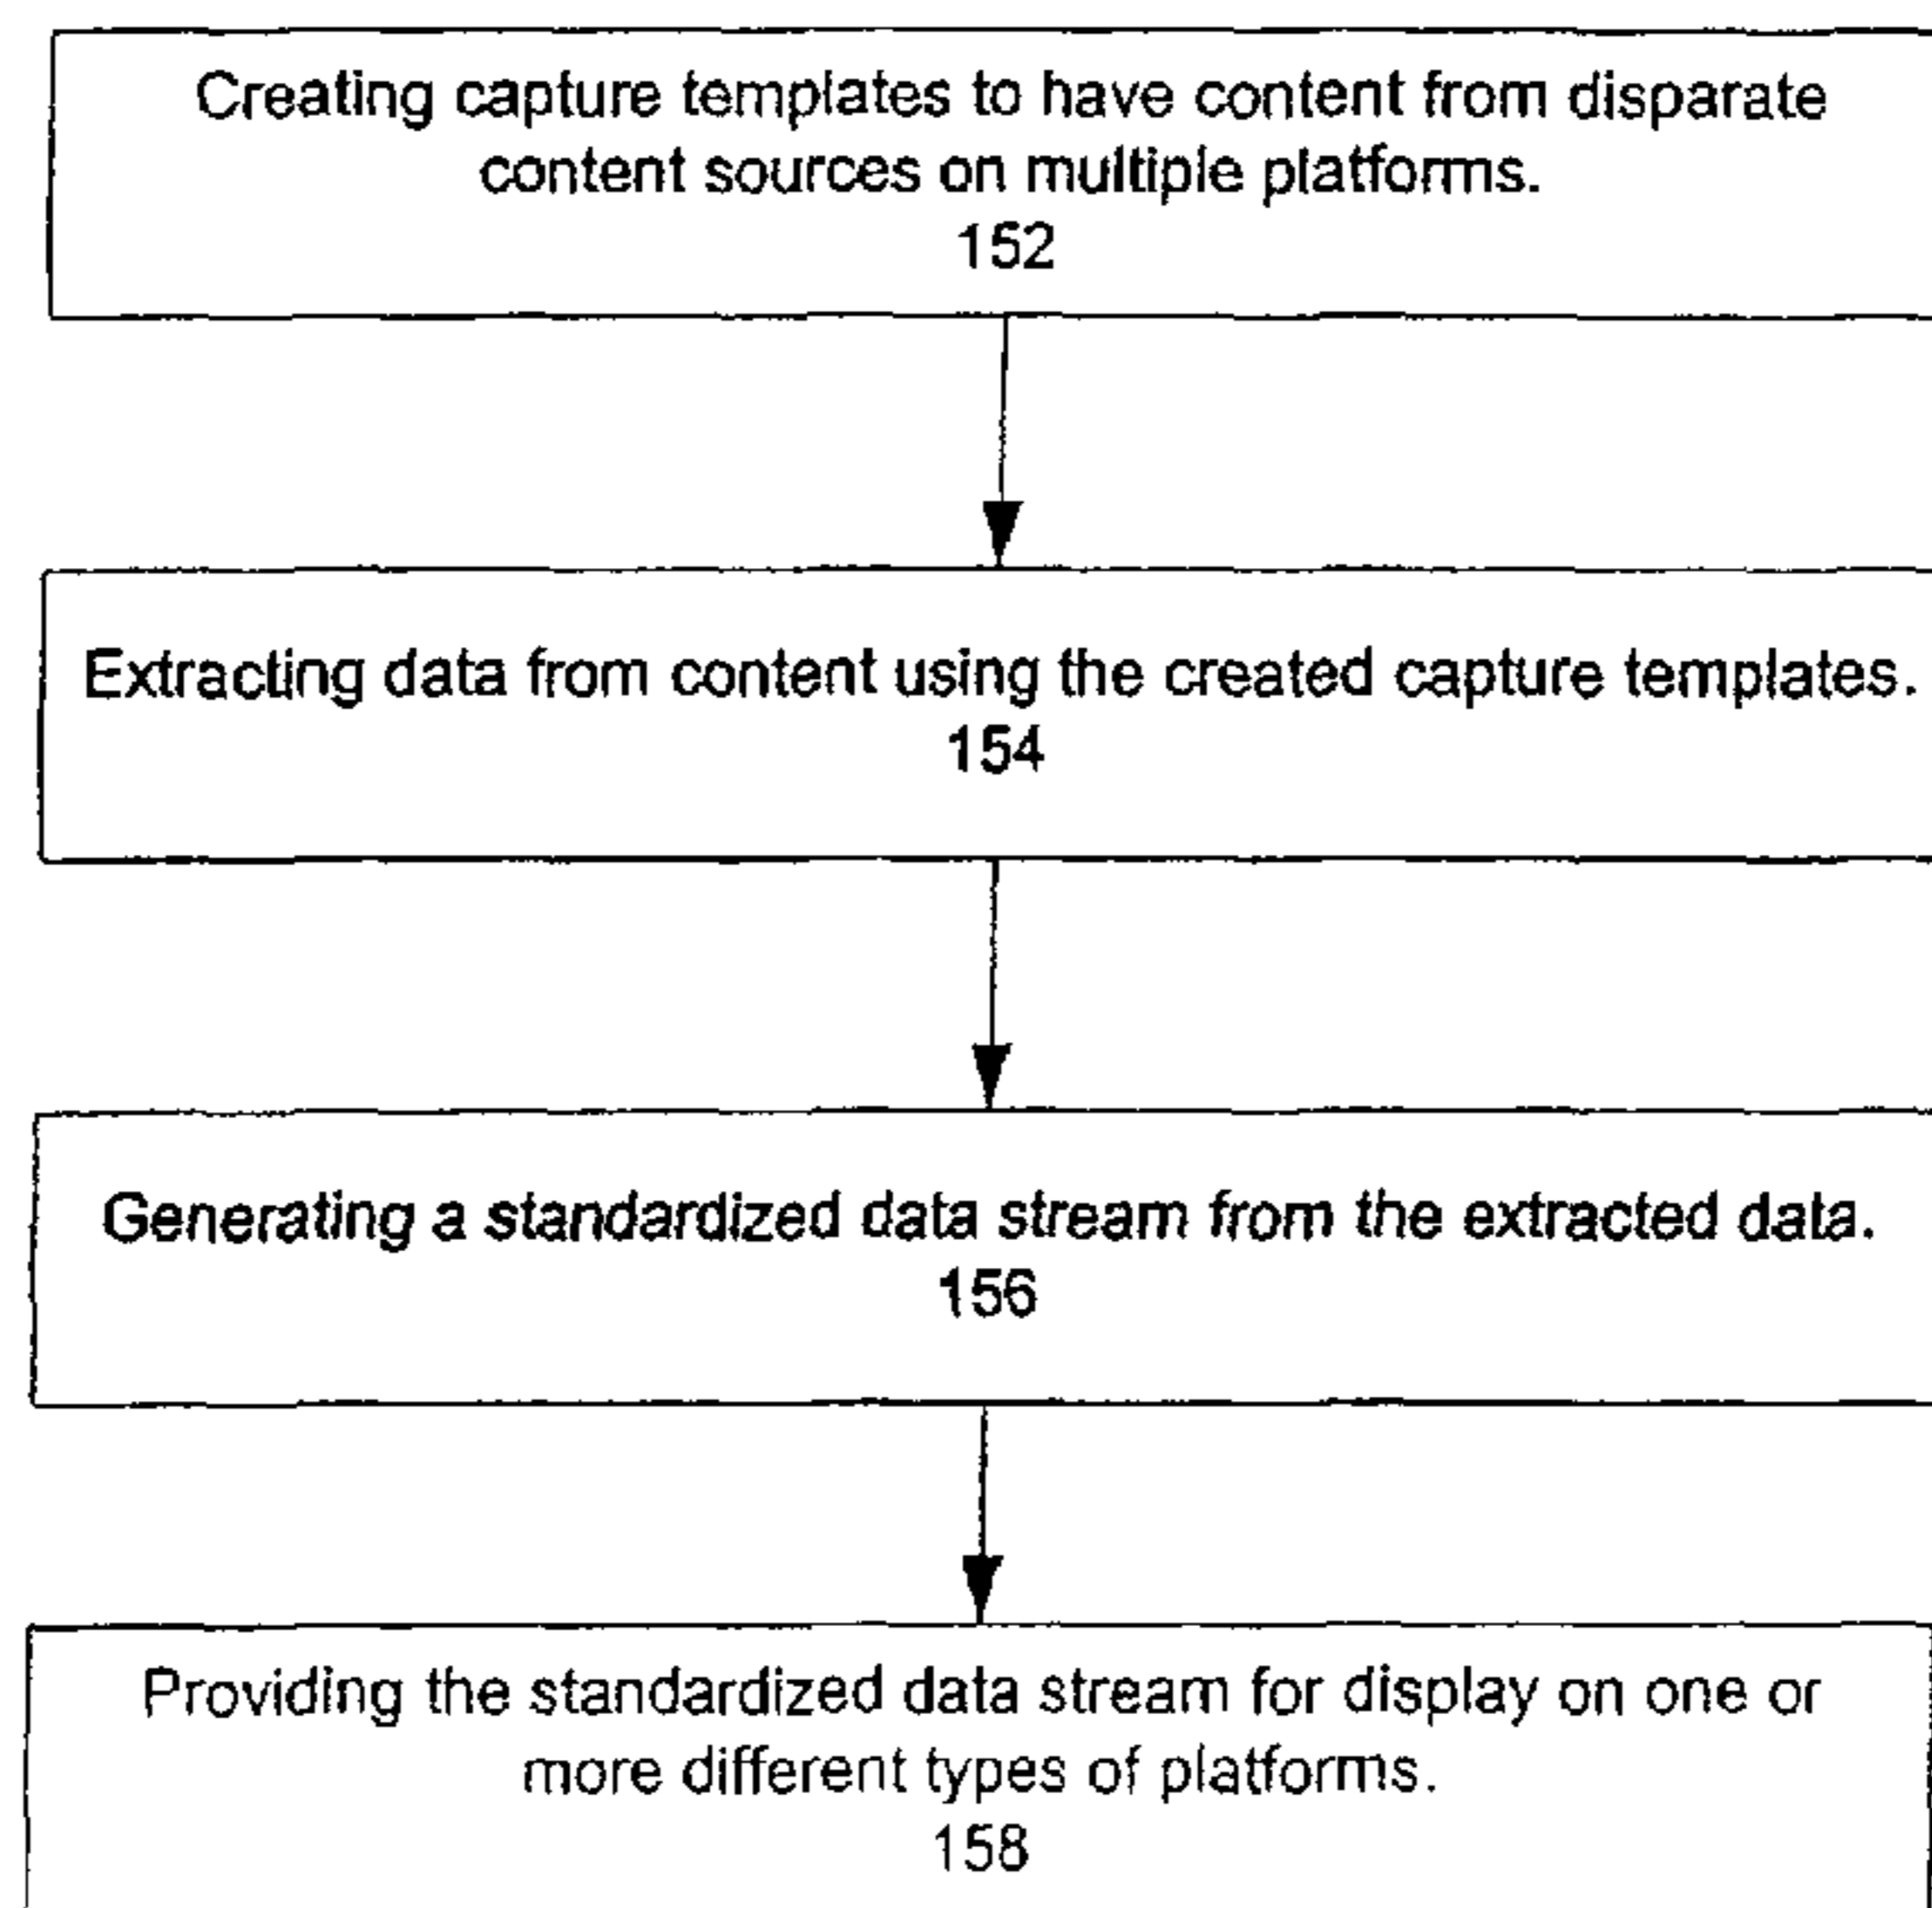 Creating capture templates to have content from disparate
content sources on multiple platforms.
152
Extracting data from content using the created capture templates.
154
Generating a standardized data stream from the extracted data.
156
Providing the standardized data stream for display on one or
more different types of platforms.
158